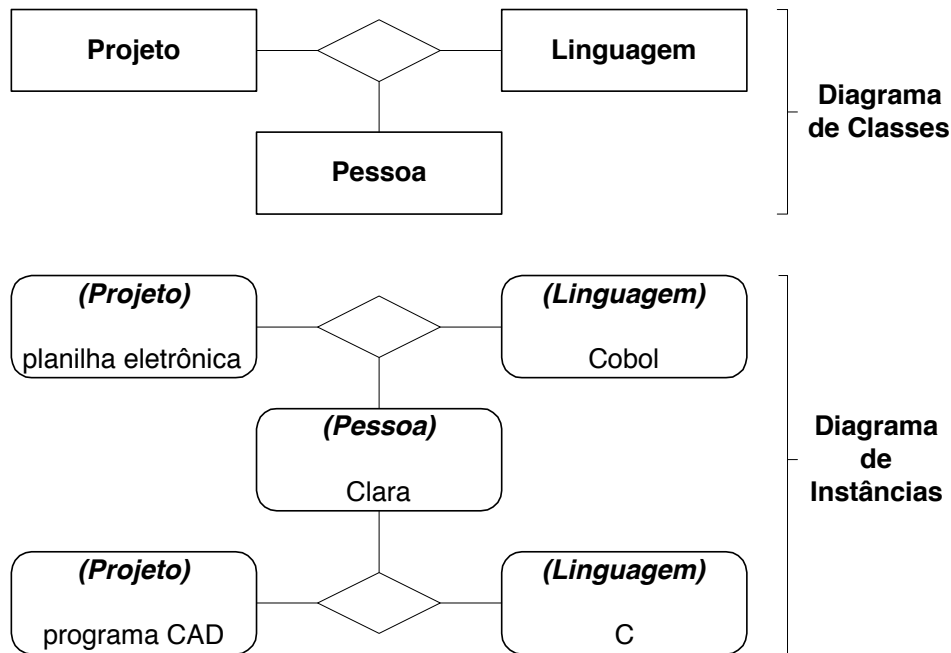 Projeto
Linguagem
Pessoa
Diagrama
de Classes
(Projeto)
planilha eletrônica
(Linguagem)
Cobol
(Pessoa)
Clara
(Projeto)
programa CAD
(Linguagem)
C
Diagrama
de
Instâncias